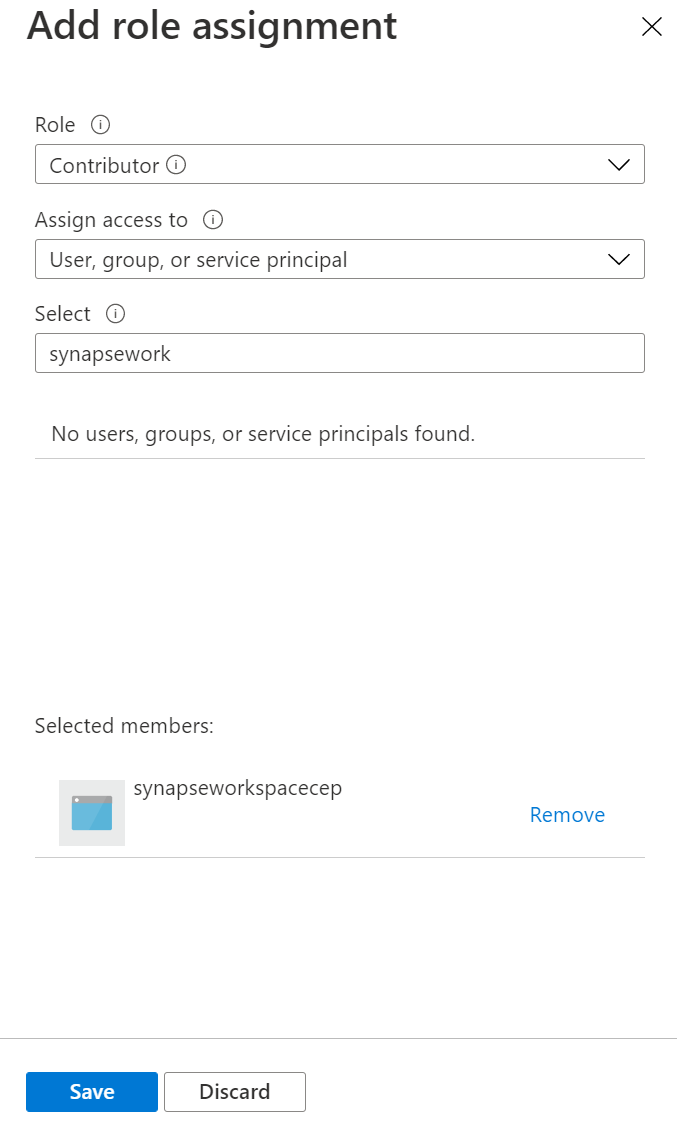 Add role assignment
Role
Contributor
Assign access to
User, group, or service principal
Select
synapsework
No users, groups, or service principals found.
Selected members:
synapseworkspacecep
Remove
Save Discard